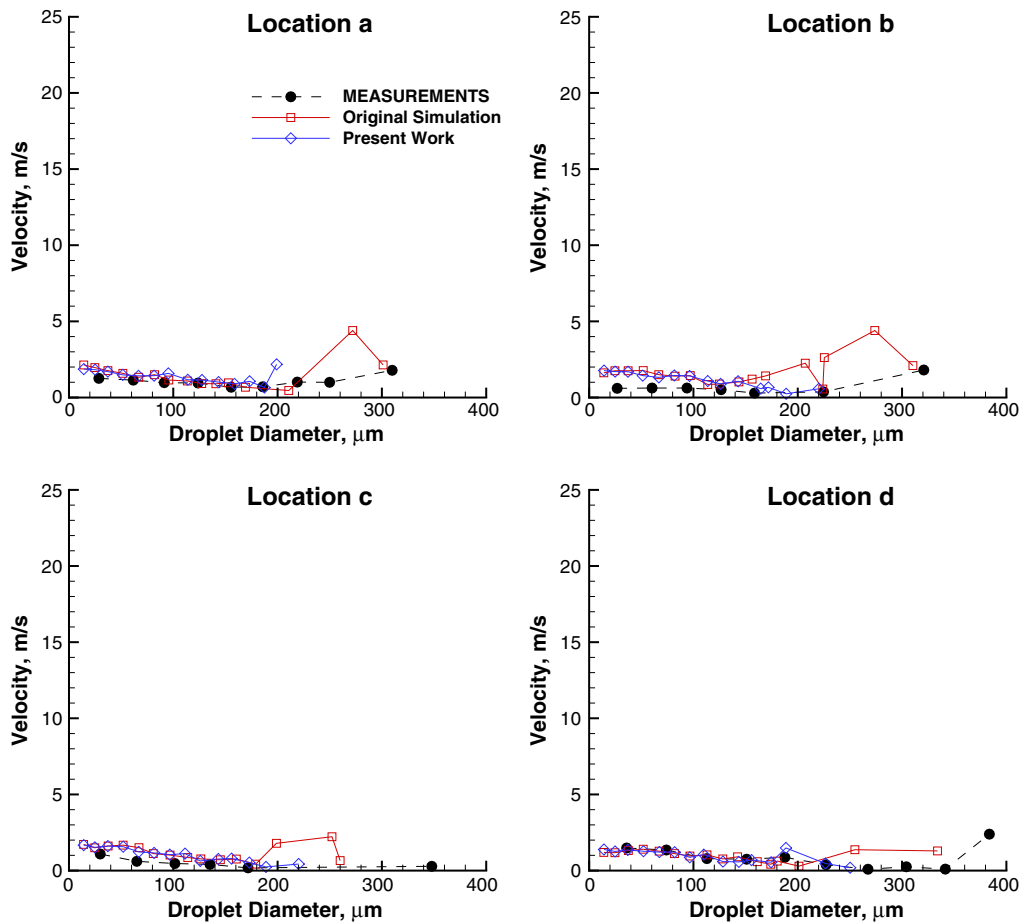 Location a
25
20
15
10
5
0
Velocity, m/s
MEASUREMENTS
Original Simulation
Present Work
0 100 200 300 400
Droplet Diameter, μm
Location b
25
20
15
10
5
0
Velocity, m/s
0 100 200 300 400
Droplet Diameter, μm
Location c
25
20
15
10
5
0
Velocity, m/s
0 100 200 300 400
Droplet Diameter, μm
Location d
25
20
15
10
5
0
Velocity, m/s
0 100 200 300 400
Droplet Diameter, μm